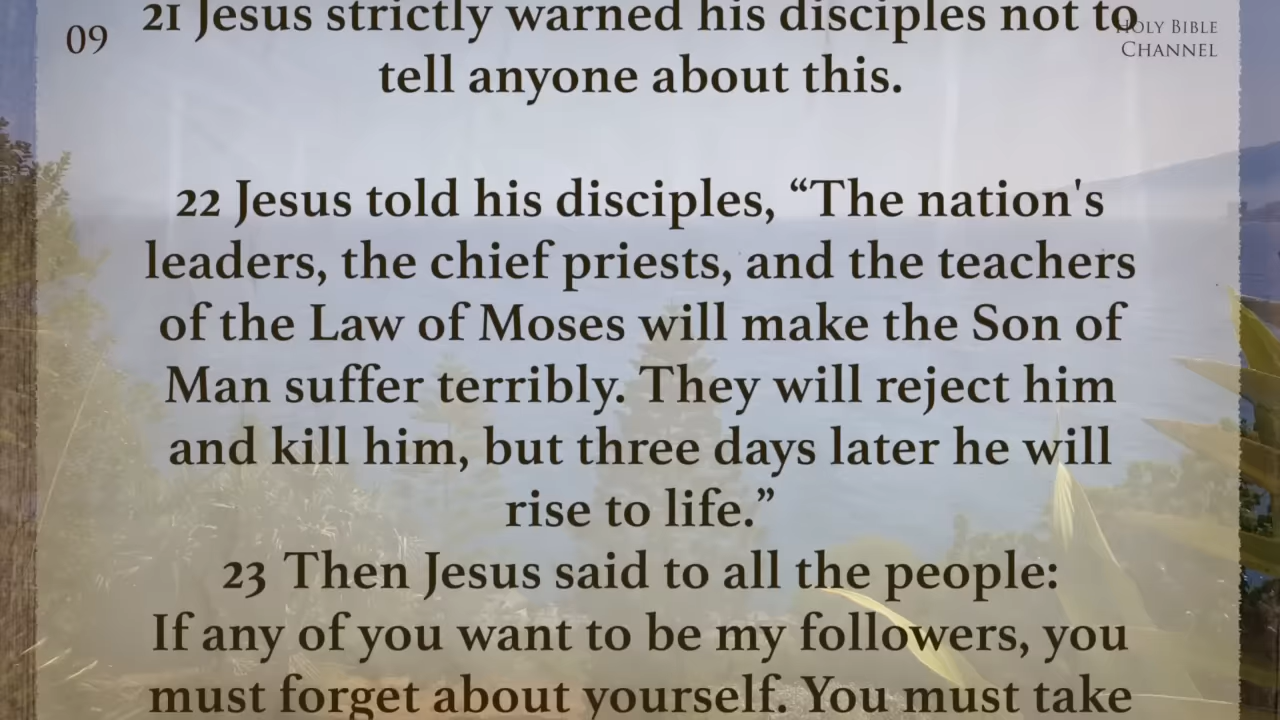 09
HOLY BIBLE
CHANNEL
21 Jesus strictly warned his disciples not to
tell anyone about this.
22 Jesus told his disciples, “The nation's
leaders, the chief priests, and the teachers
of the Law of Moses will make the Son of
Man suffer terribly. They will reject him
and kill him, but three days later he will
rise to life.”
23 Then Jesus said to all the people:
If any of you want to be my followers, you
must forget about yourself. You must take